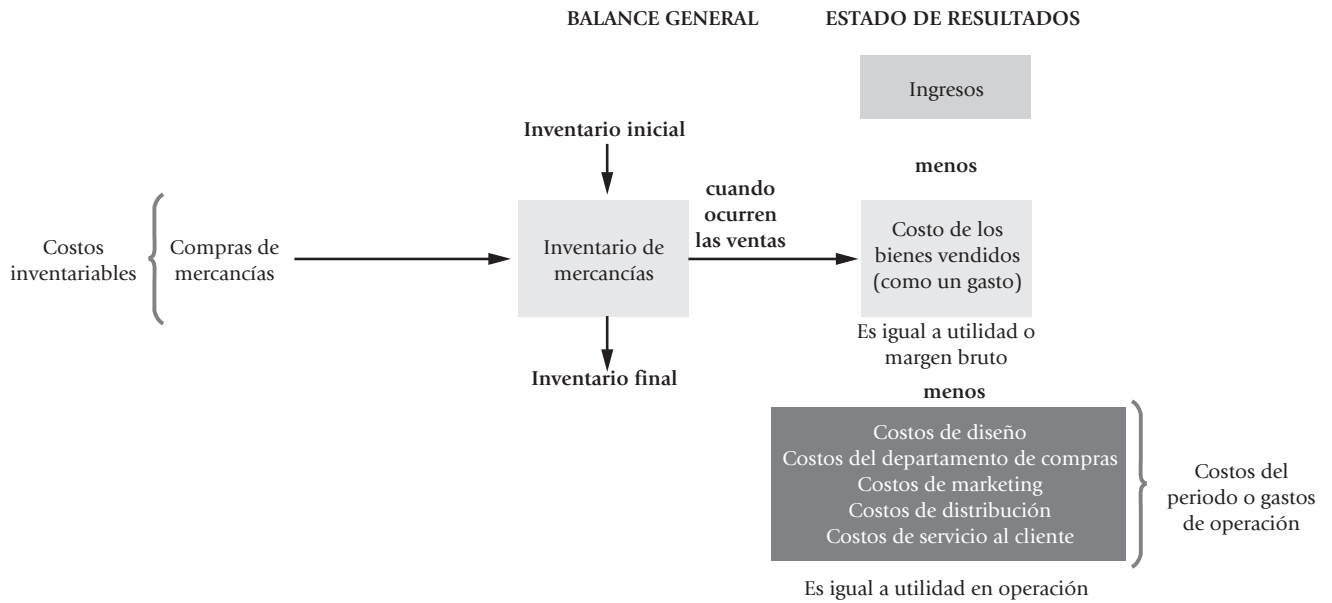 BALANCE GENERAL
ESTADO DE RESULTADOS
Ingresos
Inventario inicial
menos
cuando
ocurren
las ventas
Costos
inventariables
Compras de
mercancías
Inventario de
mercancías
Costo de los
bienes vendidos
(como un gasto)
Es igual a utilidad o
margen bruto
Inventario final
menos
Costos de diseño
Costos del departamento de compras
Costos de marketing
Costos de distribución
Costos de servicio al cliente
Costos del
periodo o gastos
de operación
Es igual a utilidad en operación